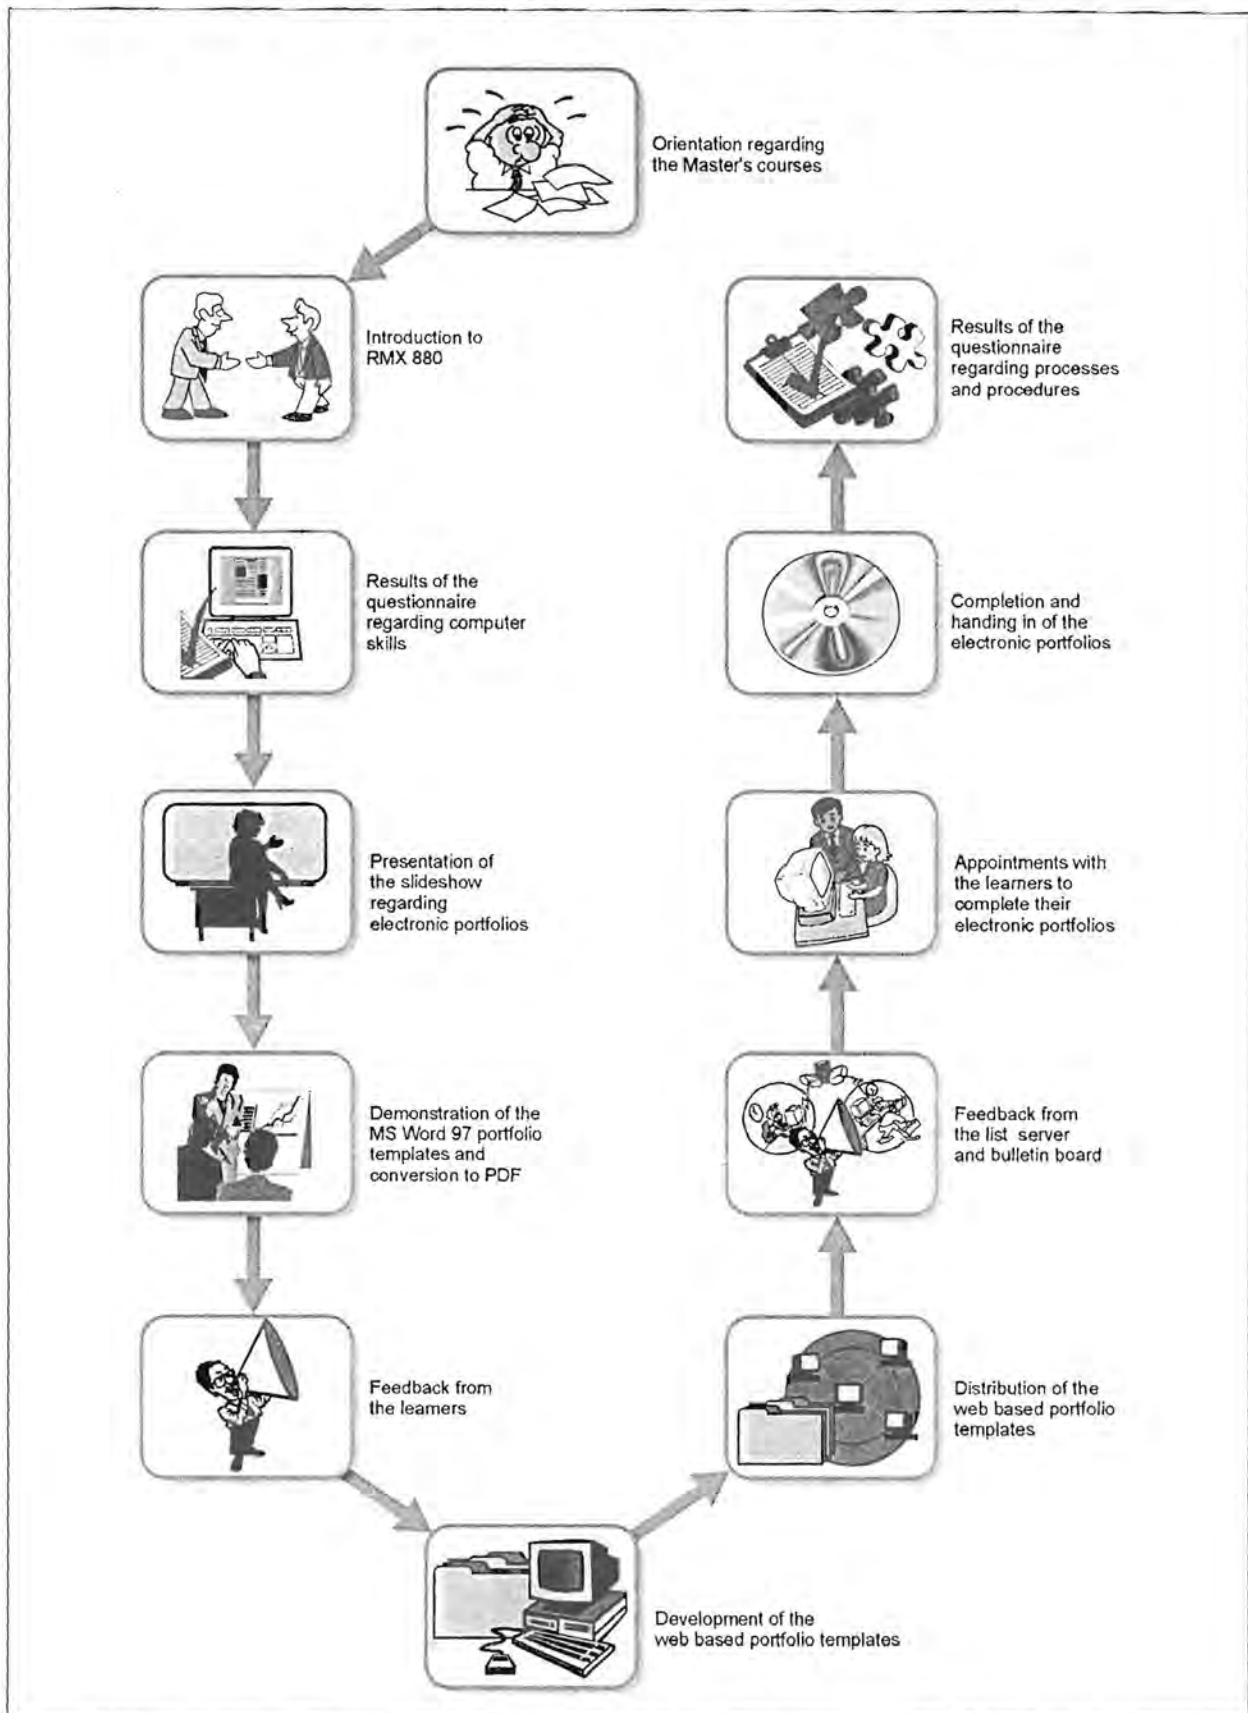 Orientation regarding
the Master's courses
Introduction to
RMX 880
Results of the
questionnaire
regarding computer
skills
Presentation of
the slideshow
regarding
electronic portfolios
Demonstration of the
MS Word 97 portfolio
templates and
conversion to PDF
Feedback from
the learners
Development of the
web based portfolio templates
Distribution of the
web based portfolio
templates
Feedback from
the list server
and bulletin board
Appointments with
the learners to
complete their
electronic portfolios
Completion and
handing in of the
electronic portfolios
Results of the
questionnaire
regarding processes
and procedures